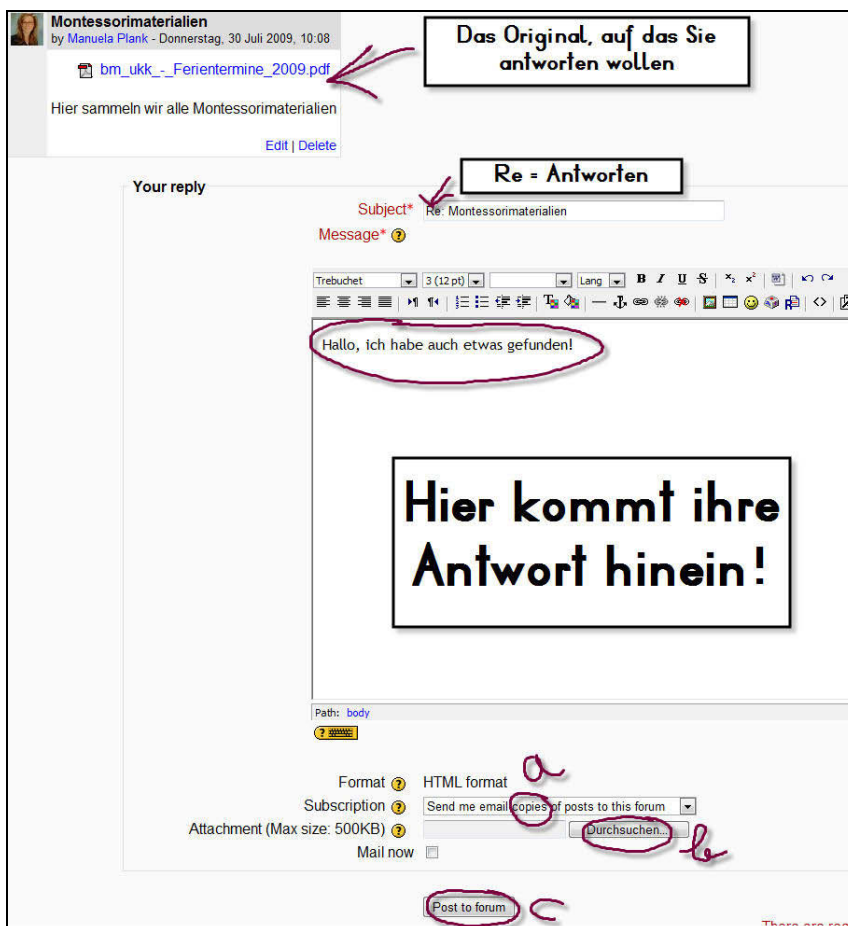 Montessorimaterialien
by Manuela Plank - Donnerstag, 30 Juli 2009, 10:08
bm_ukk_-_Ferientermine_2009.pdf
Hier sammeln wir alle Montessorimaterialien
Edit | Delete
Das Original, auf das Sie
antworten wollen
Re = Antworten
Your reply
Subject* Re: Montessorimaterialien
Message*
Trebuchet 3 (12 pt) Lang B I U S
Hallo, ich habe auch etwas gefunden!
Hier kommt ihre
Antwort hinein!
Path: body
a
Format HTML format
Subscription Send me email copies of posts to this forum
Attachment (Max size: 500KB) Durchsuchen... b
Mail now
Post to forum c
There are